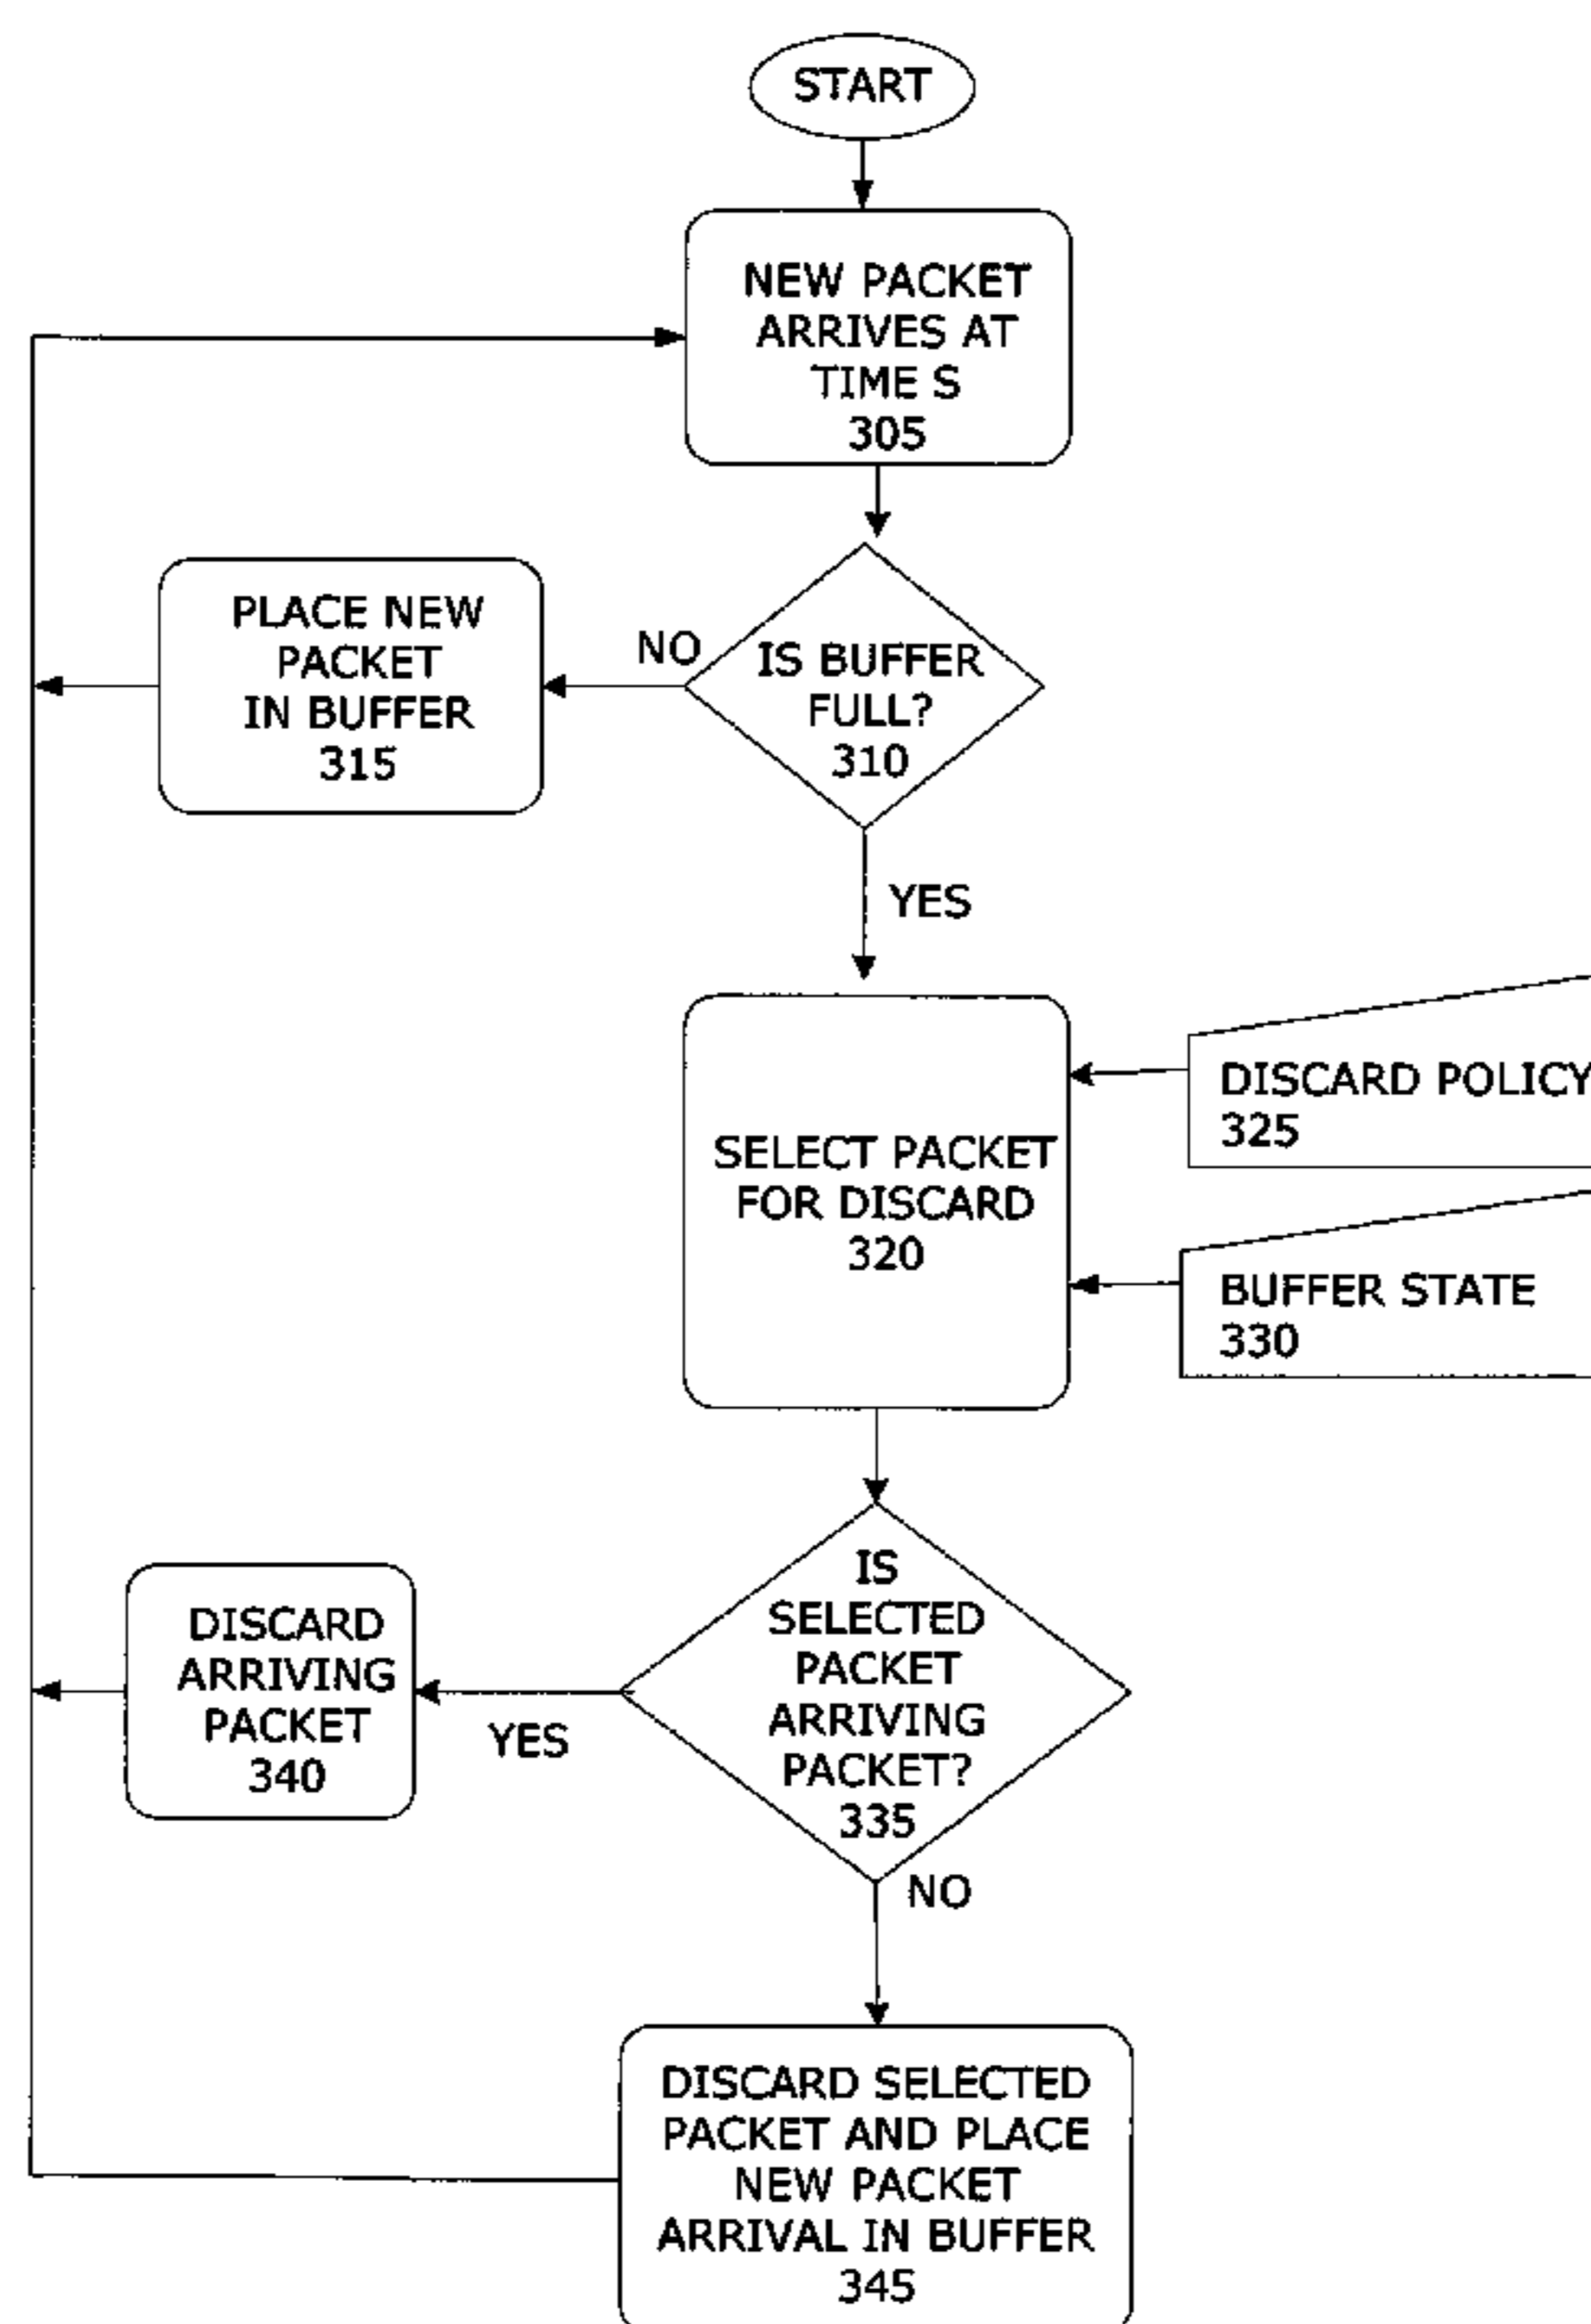 START
NEW PACKET
ARRIVES AT
TIME S
305
PLACE NEW
PACKET
IN BUFFER
315
NO
IS BUFFER
FULL?
310
YES
SELECT PACKET
FOR DISCARD
320
DISCARD POLICY
325
BUFFER STATE
330
IS
SELECTED
PACKET
ARRIVING
PACKET?
335
DISCARD
ARRIVING
PACKET
340
YES
NO
DISCARD SELECTED
PACKET AND PLACE
NEW PACKET
ARRIVAL IN BUFFER
345